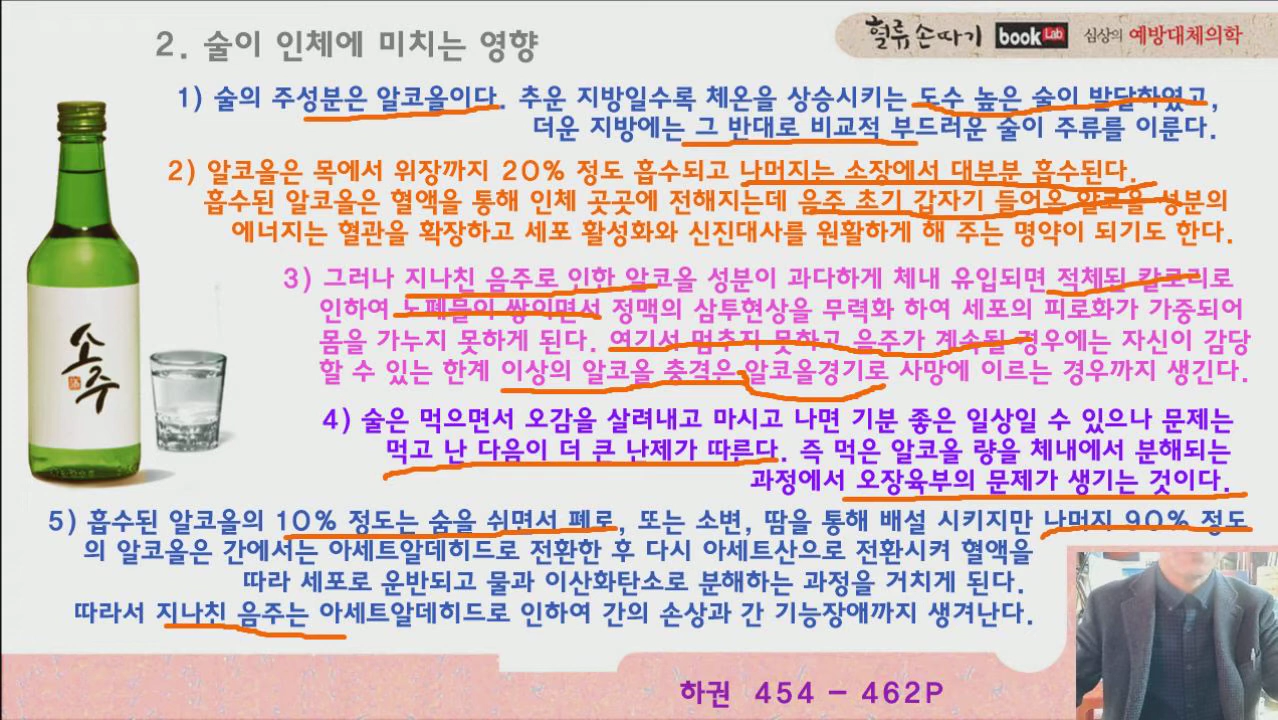 2. 술이 인체에 미치는 영향
혈류 손따기 book Lab 심상의 예방대체의학
1) 술의 주성분은 알코올이다. 추운 지방일수록 체온을 상승시키는 도수 높은 술이 발달하였고,
더운 지방에는 그 반대로 비교적 부드러운 술이 주류를 이룬다.
2) 알코올은 목에서 위장까지 20% 정도 흡수되고 나머지는 소장에서 대부분 흡수된다.
흡수된 알코올은 혈액을 통해 인체 곳곳에 전해지는데 음주 초기 갑자기 들어온 알코올 성분의
에너지는 혈관을 확장하고 세포 활성화와 신진대사를 원활하게 해 주는 명약이 되기도 한다.
3) 그러나 지나친 음주로 인한 알코올 성분이 과다하게 체내 유입되면 적체된 칼로리로
인하여 노폐물이 쌓이면서 정맥의 삼투현상을 무력화 하여 세포의 피로화가 가중되어
몸을 가누지 못하게 된다. 여기서 멈추지 못하고 음주가 계속될 경우에는 자신이 감당
할 수 있는 한계 이상의 알코올 충격은 알코올경기로 사망에 이르는 경우까지 생긴다.
4) 술은 먹으면서 오감을 살려내고 마시고 나면 기분 좋은 일상일 수 있으나 문제는
먹고 난 다음이 더 큰 난제가 따른다. 즉 먹은 알코올 량을 체내에서 분해되는
과정에서 오장육부의 문제가 생기는 것이다.
5) 흡수된 알코올의 10% 정도는 숨을 쉬면서 폐로, 또는 소변, 땀을 통해 배설 시키지만 나머지 90% 정도
의 알코올은 간에서는 아세트알데히드로 전환한 후 다시 아세트산으로 전환시켜 혈액을
따라 세포로 운반되고 물과 이산화탄소로 분해하는 과정을 거치게 된다.
따라서 지나친 음주는 아세트알데히드로 인하여 간의 손상과 간 기능장애까지 생겨난다.
소주
하권 454 - 462P